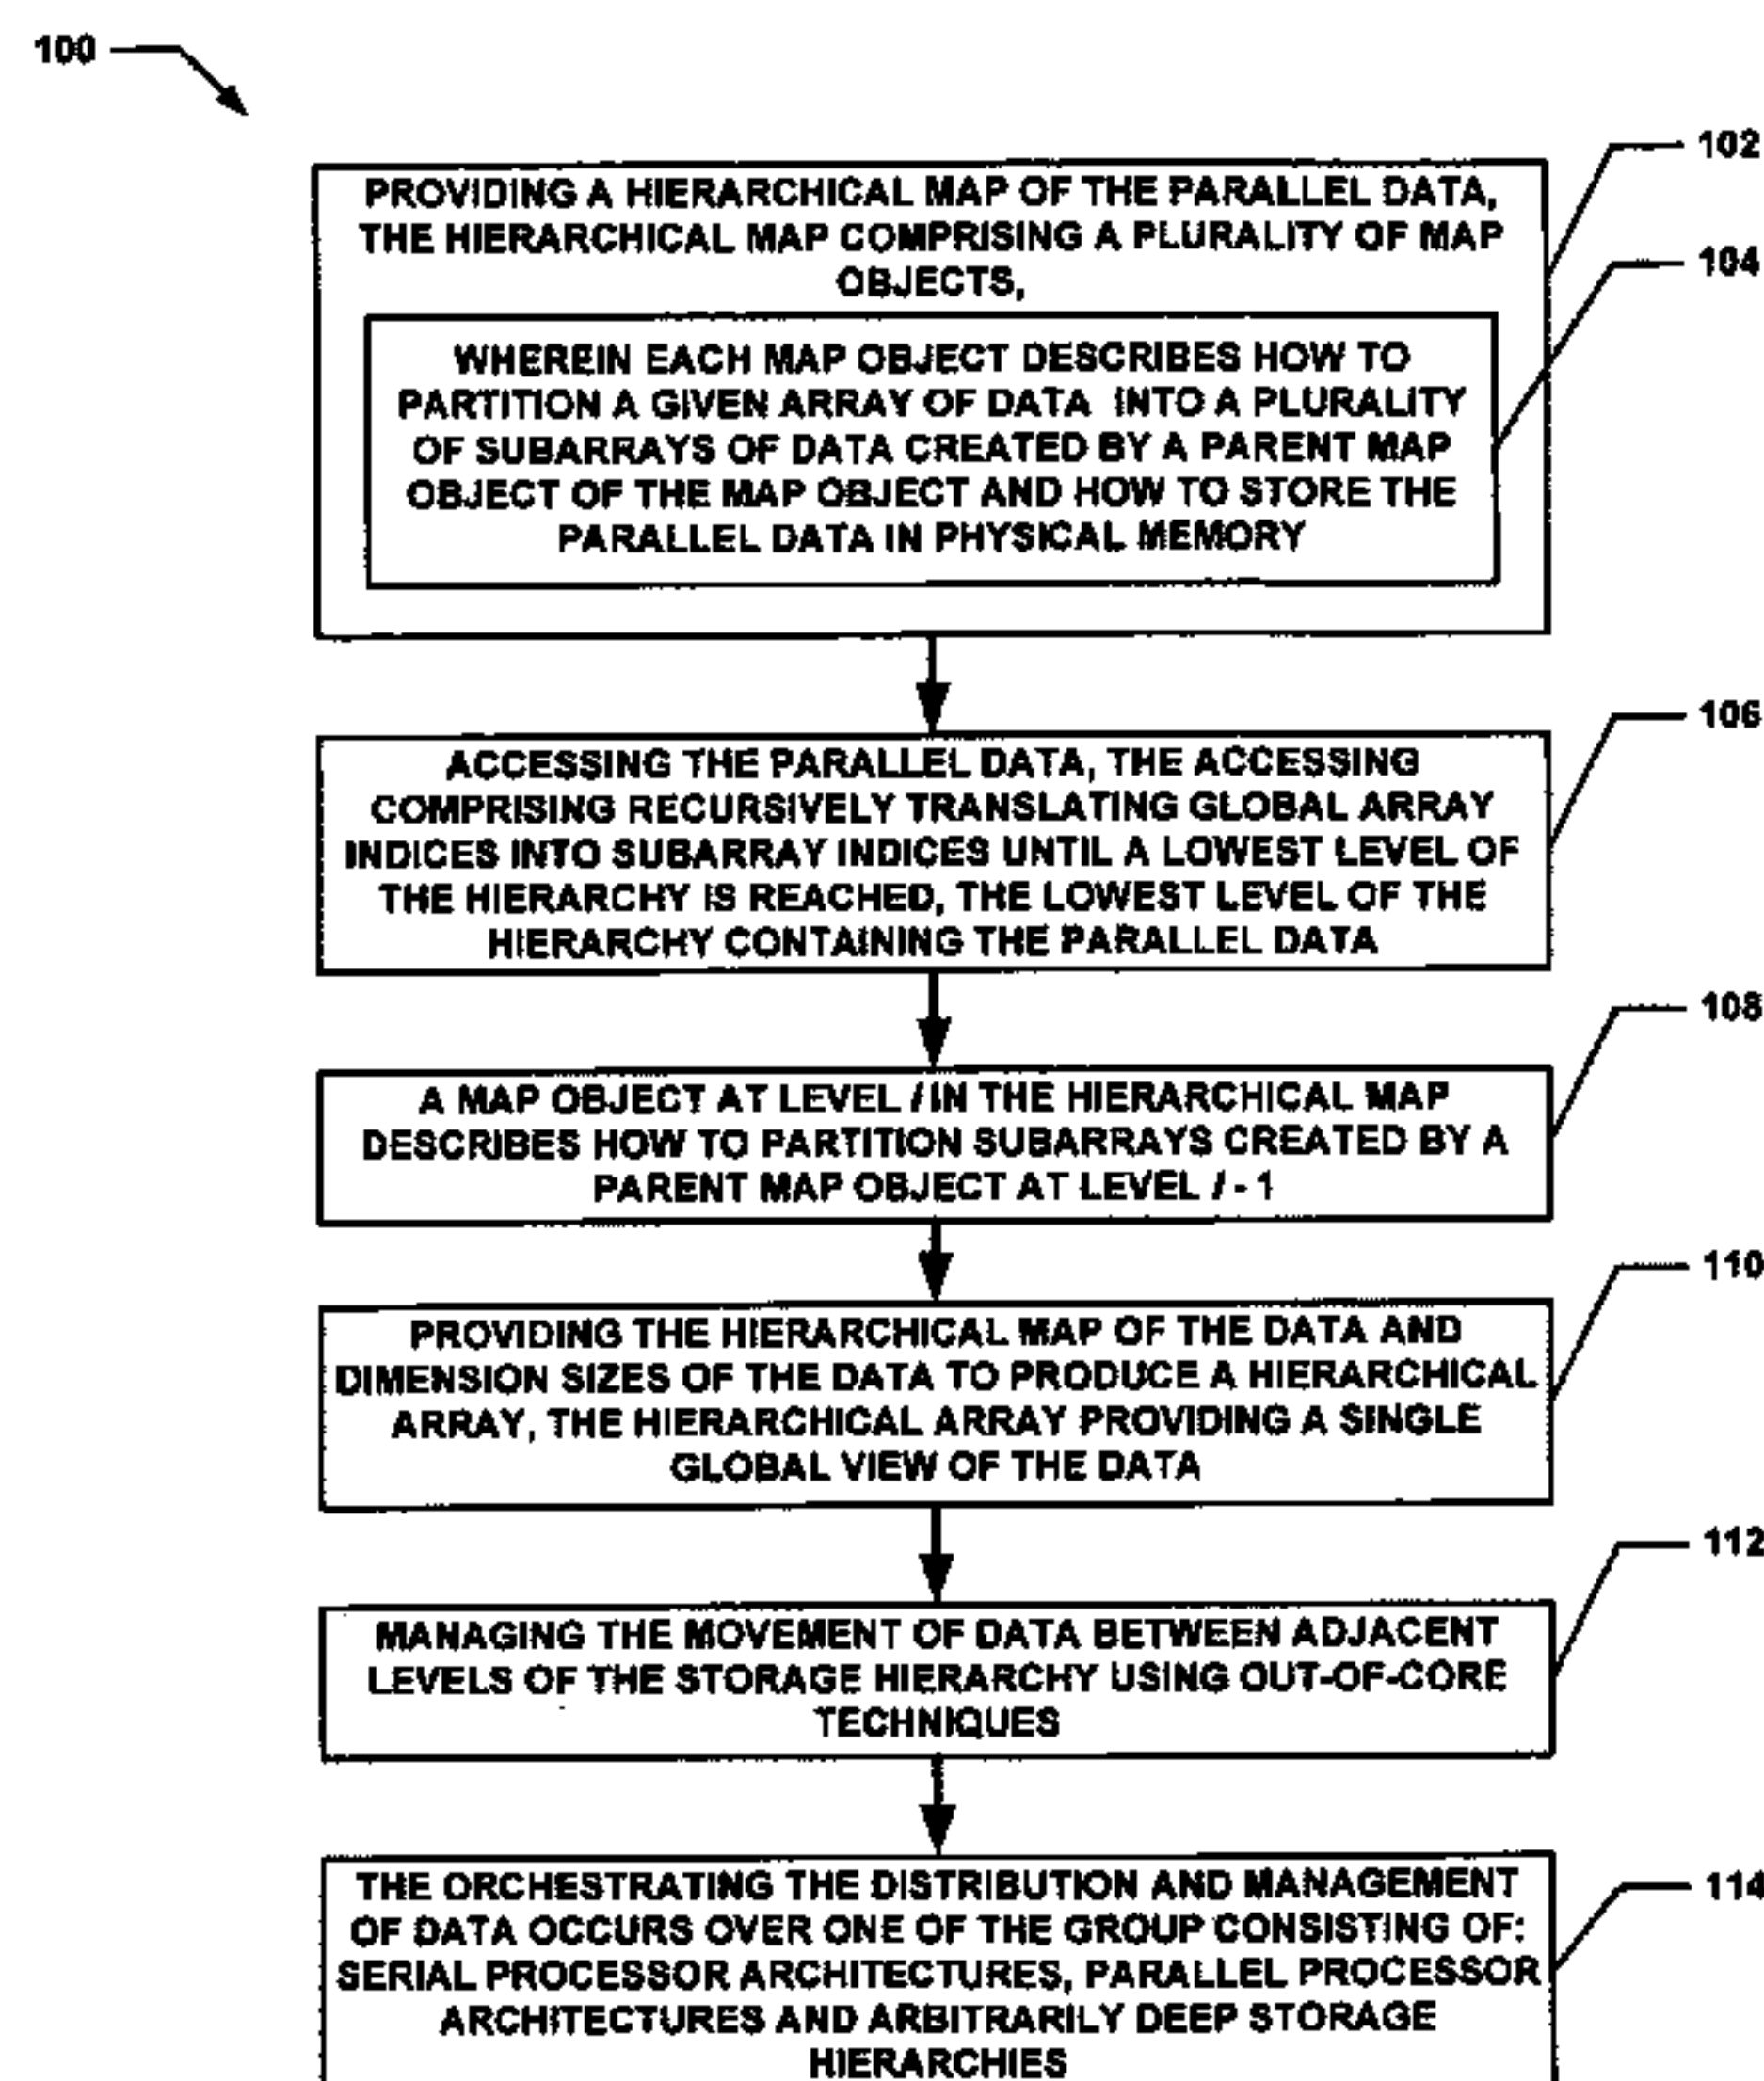 100
102
PROVIDING A HIERARCHICAL MAP OF THE PARALLEL DATA,
THE HIERARCHICAL MAP COMPRISING A PLURALITY OF MAP
OBJECTS,
104
WHEREIN EACH MAP OBJECT DESCRIBES HOW TO
PARTITION A GIVEN ARRAY OF DATA INTO A PLURALITY
OF SUBARRAYS OF DATA CREATED BY A PARENT MAP
OBJECT OF THE MAP OBJECT AND HOW TO STORE THE
PARALLEL DATA IN PHYSICAL MEMORY
106
ACCESSING THE PARALLEL DATA, THE ACCESSING
COMPRISING RECURSIVELY TRANSLATING GLOBAL ARRAY
INDICES INTO SUBARRAY INDICES UNTIL A LOWEST LEVEL OF
THE HIERARCHY IS REACHED, THE LOWEST LEVEL OF THE
HIERARCHY CONTAINING THE PARALLEL DATA
108
A MAP OBJECT AT LEVEL l IN THE HIERARCHICAL MAP
DESCRIBES HOW TO PARTITION SUBARRAYS CREATED BY A
PARENT MAP OBJECT AT LEVEL l - 1
110
PROVIDING THE HIERARCHICAL MAP OF THE DATA AND
DIMENSION SIZES OF THE DATA TO PRODUCE A HIERARCHICAL
ARRAY, THE HIERARCHICAL ARRAY PROVIDING A SINGLE
GLOBAL VIEW OF THE DATA
112
MANAGING THE MOVEMENT OF DATA BETWEEN ADJACENT
LEVELS OF THE STORAGE HIERARCHY USING OUT-OF-CORE
TECHNIQUES
114
THE ORCHESTRATING THE DISTRIBUTION AND MANAGEMENT
OF DATA OCCURS OVER ONE OF THE GROUP CONSISTING OF:
SERIAL PROCESSOR ARCHITECTURES, PARALLEL PROCESSOR
ARCHITECTURES AND ARBITRARILY DEEP STORAGE
HIERARCHIES